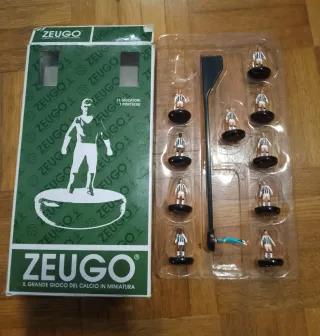 ZEUGO
11 GIOCATORI
1 PORTIERE
ZEUGO®
IL GRANDE GIOCO DEL CALCIO IN MINIATURA